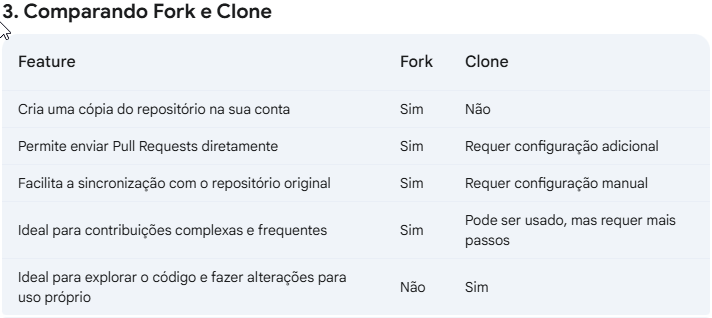 3. Comparando Fork e Clone
Feature Fork Clone
Cria uma cópia do repositório na sua conta Sim Não
Permite enviar Pull Requests diretamente Sim Requer configuração adicional
Facilita a sincronização com o repositório original Sim Requer configuração manual
Ideal para contribuições complexas e frequentes Sim Pode ser usado, mas requer mais
passos
Ideal para explorar o código e fazer alterações para
uso próprio Não Sim